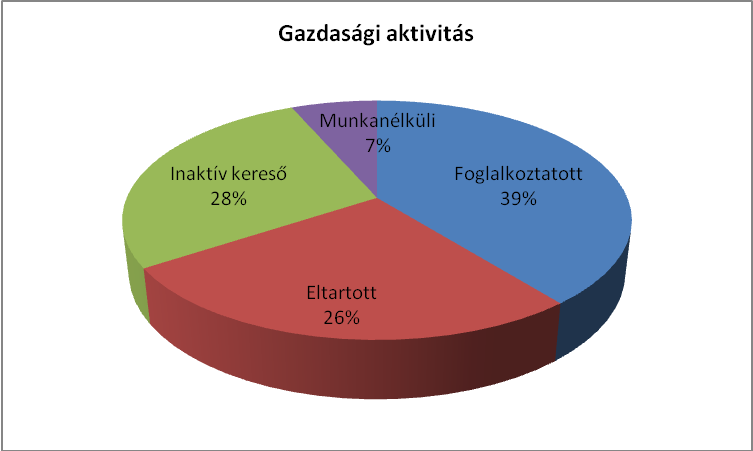 Gazdasági aktivitás
Munkanélküli
7%
Foglalkoztatott
39%
Inaktív kereső
28%
Eltartott
26%